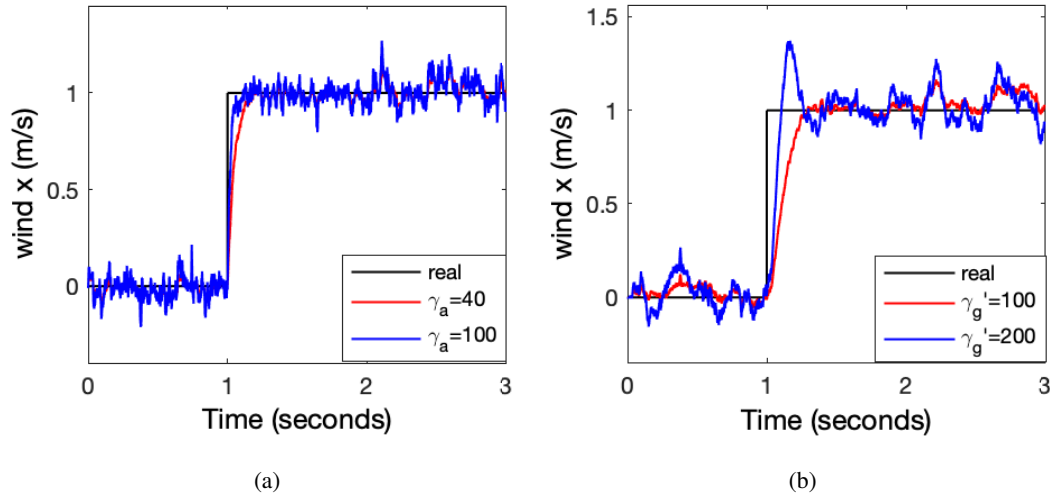 wind x (m/s)
1
0.5
0
real
γa=40
γa=100
0
1
2
3
Time (seconds)
(a)
wind x (m/s)
1.5
1
0.5
0
real
γg'=100
γg'=200
0
1
2
3
Time (seconds)
(b)